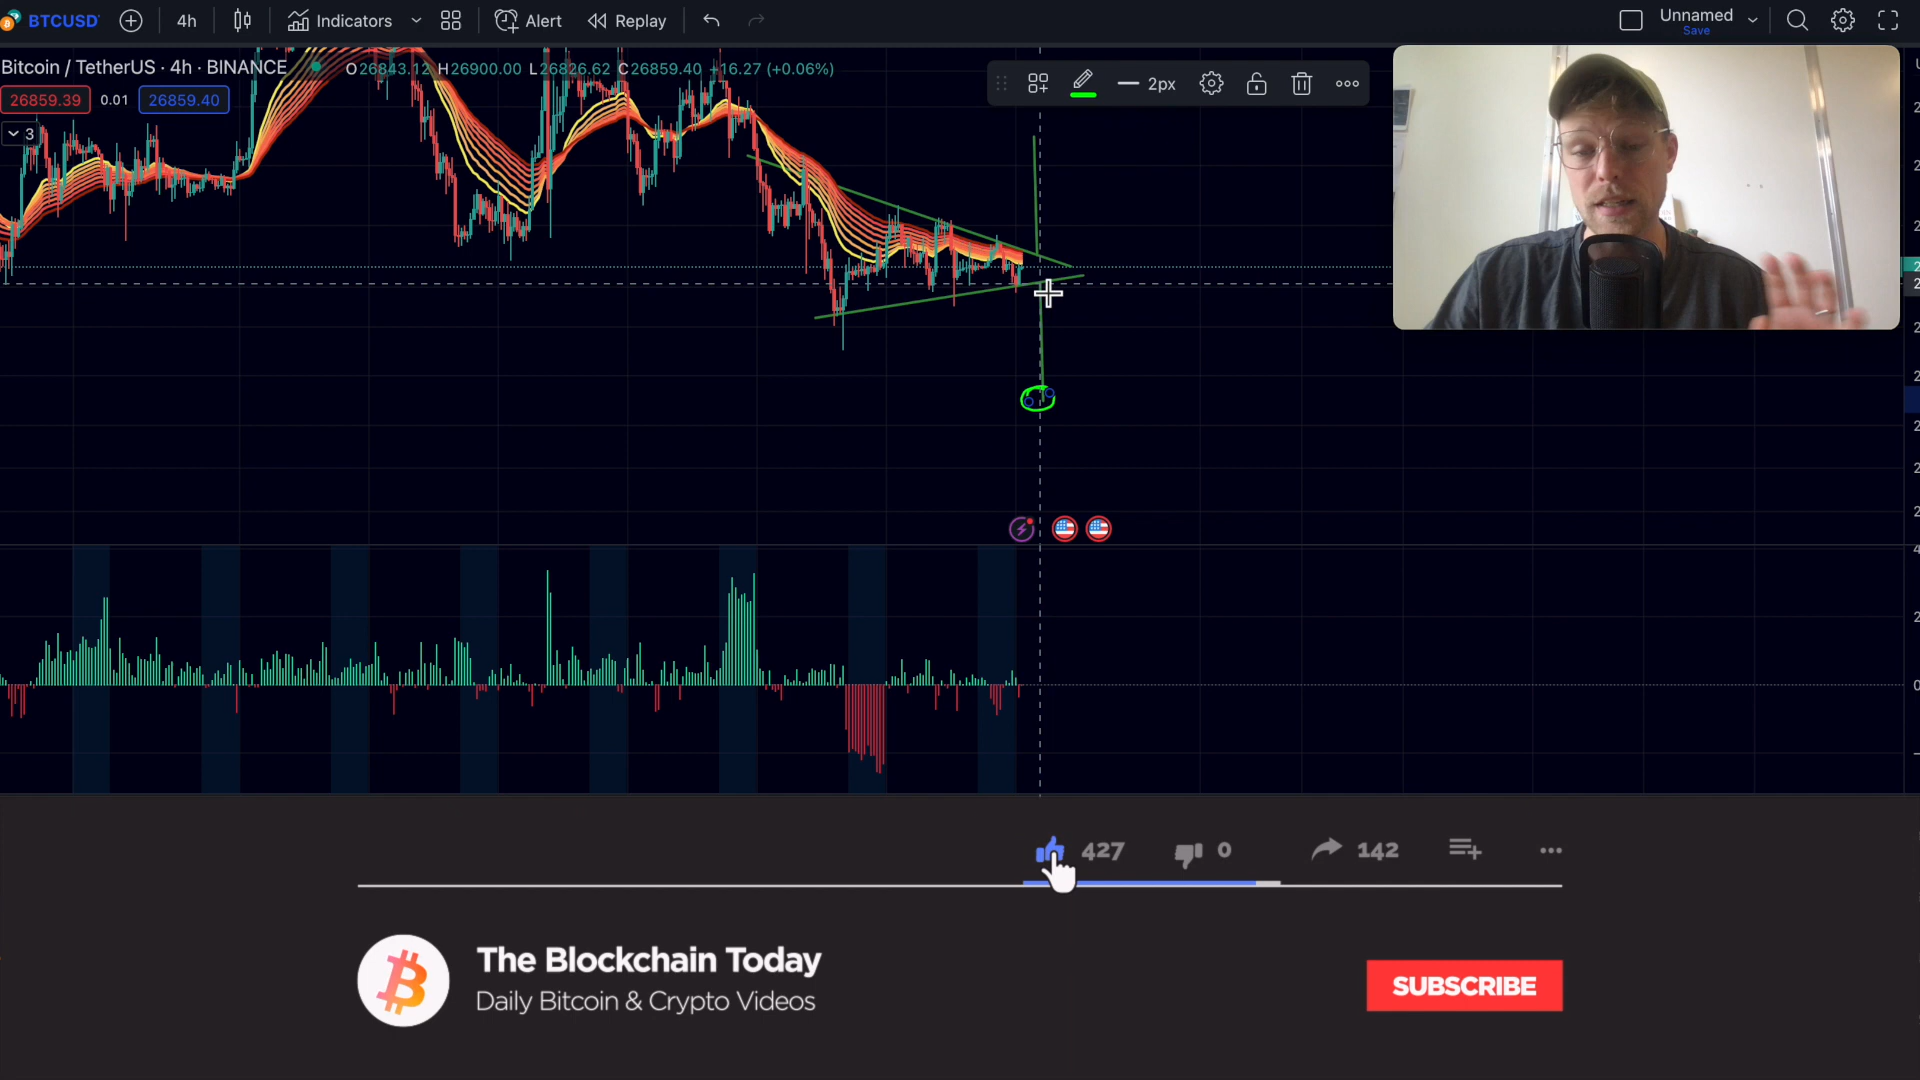 BTCUSD 4h Indicators Alert Replay Unnamed
Save
Bitcoin / TetherUS · 4h · BINANCE O26843.12 H26900.00 L26826.62 C26859.40 +16.27 (+0.06%)
2px
26859.39 0.01 26859.40
3
427 0 142
The Blockchain Today
Daily Bitcoin & Crypto Videos
SUBSCRIBE